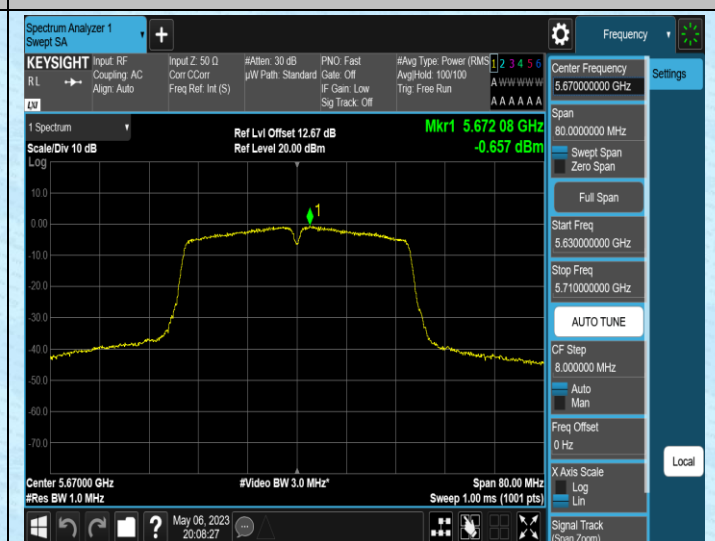 Spectrum Analyzer 1
Swept SA
Frequency
KEYSIGHT
RL
LXI
Input: RF
Coupling: AC
Align: Auto
Input Z: 50 Ω
Corr CCorr
Freq Ref: Int (S)
#Atten: 30 dB
µW Path: Standard
PNO: Fast
Gate: Off
IF Gain: Low
Sig Track: Off
#Avg Type: Power (RMS
Avg|Hold: 100/100
Trig: Free Run
1 2 3 4 5 6
A W W W W W
A A A A A A
1 Spectrum
Scale/Div 10 dB
Log
Ref Lvl Offset 12.67 dB
Ref Level 20.00 dBm
Mkr1 5.672 08 GHz
-0.657 dBm
1
10.0
0.00
-10.0
-20.0
-30.0
-40.0
-50.0
-60.0
-70.0
Center 5.67000 GHz
#Res BW 1.0 MHz
#Video BW 3.0 MHz*
Span 80.00 MHz
Sweep 1.00 ms (1001 pts)
May 06, 2023
20:08:27
Center Frequency
5.670000000 GHz
Settings
Span
80.0000000 MHz
Swept Span
Zero Span
Full Span
Start Freq
5.630000000 GHz
Stop Freq
5.710000000 GHz
AUTO TUNE
CF Step
8.000000 MHz
Auto
Man
Freq Offset
0 Hz
X Axis Scale
Log
Lin
Local
Signal Track
(Span Zoom)